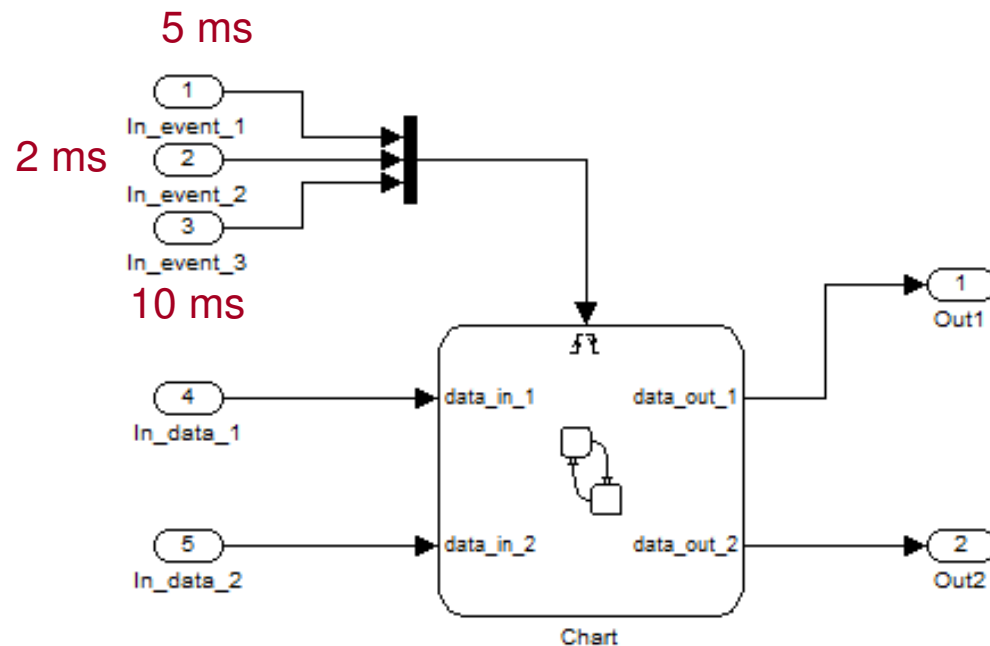 5 ms
1
In_event_1
2 ms
2
In_event_2
3
In_event_3
10 ms
1
Out1
4
In_data_1
data_in_1
data_out_1
5
In_data_2
data_in_2
data_out_2
2
Out2
Chart